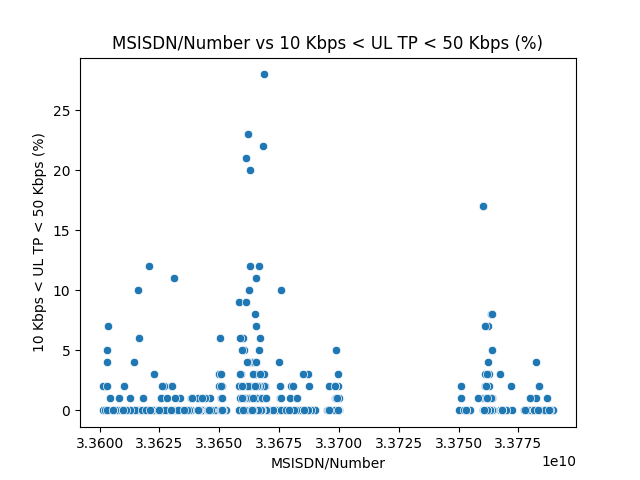 MSISDN/Number vs 10 Kbps < UL TP < 50 Kbps (%)
10 Kbps < UL TP < 50 Kbps (%)
25
20
15
10
5
0
3.3600 3.3625 3.3650 3.3675 3.3700 3.3725 3.3750 3.3775
MSISDN/Number
1e10